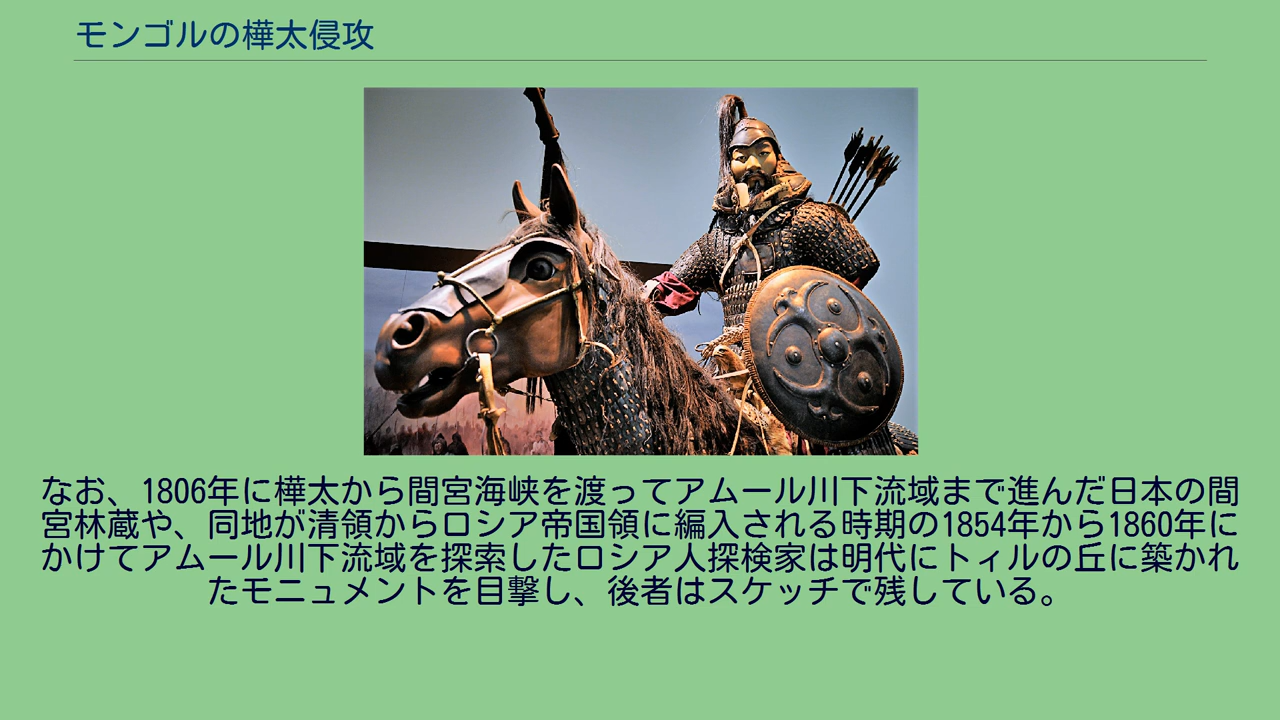 モンゴルの樺太侵攻
なお、1806年に樺太から間宮海峡を渡ってアムール川下流域まで進んだ日本の間
宮林蔵や、同地が清領からロシア帝国領に編入される時期の1854年から1860年に
かけてアムール川下流域を探索したロシア人探検家は明代にトィルの丘に築かれ
たモニュメントを目撃し、後者はスケッチで残している。